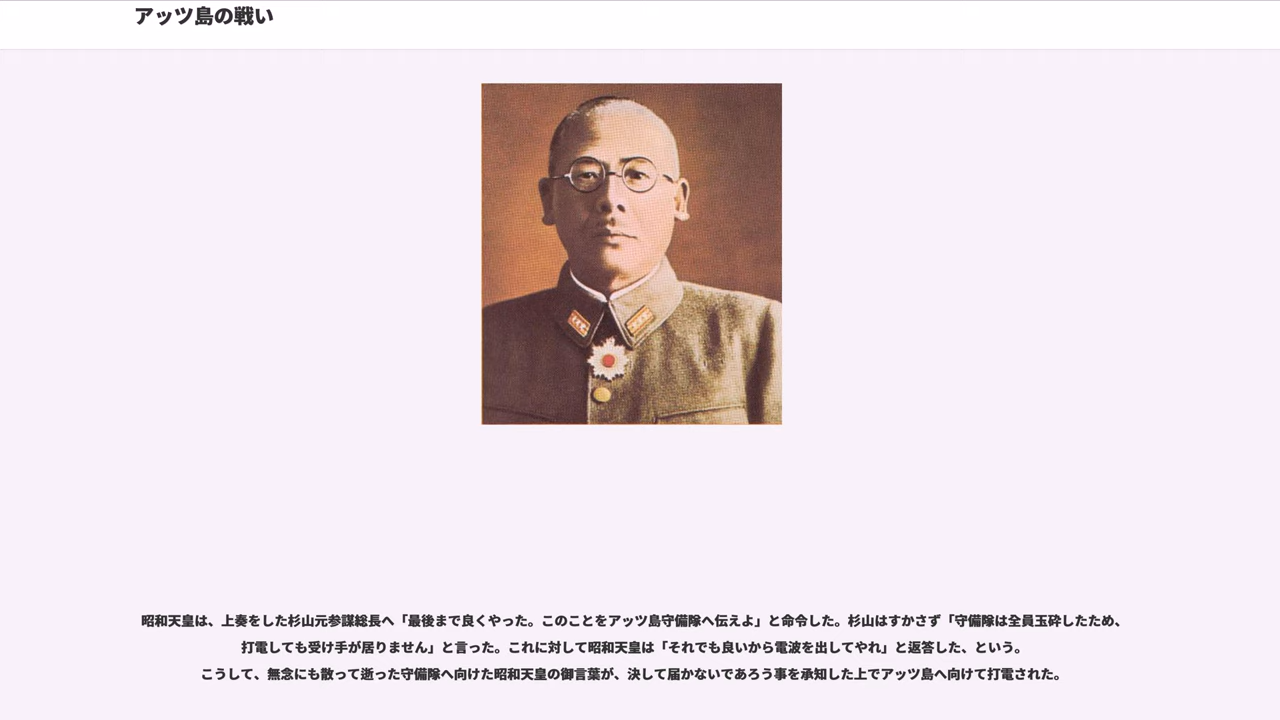 アッツ島の戦い
昭和天皇は、上奏をした杉山元参謀総長へ「最後まで良くやった。このことをアッツ島守備隊へ伝えよ」と命令した。杉山はすかさず「守備隊は全員玉砕したため、
打電しても受け手が居りません」と言った。これに対して昭和天皇は「それでも良いから電波を出してやれ」と返答した、という。
こうして、無念にも散って逝った守備隊へ向けた昭和天皇の御言葉が、決して届かないであろう事を承知した上でアッツ島へ向けて打電された。